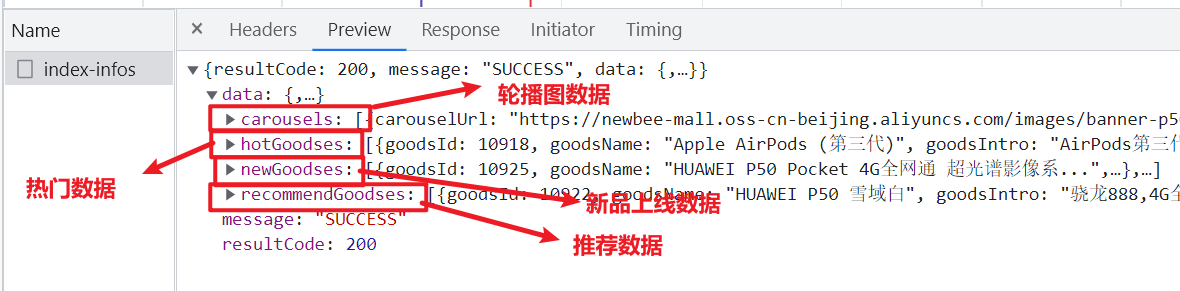 Name
Headers Preview Response Initiator Timing
index-infos
{resultCode: 200, message: "SUCCESS", data: {,…}}
data: {,…}
轮播图数据
carousels: [{carouselUrl: "https://newbee-mall.oss-cn-beijing.aliyuncs.com/images/banner-p50
hotGoodses: [{goodsId: 10918, goodsName: "Apple AirPods (第三代)", goodsIntro: "AirPods第三代
热门数据
newGoodses: [{goodsId: 10925, goodsName: "HUAWEI P50 Pocket 4G全网通 超光谱影像系...",…},…]
recommendGoodses: [{goodsId: 10922, goodsName: "HUAWEI P50 雪域白", goodsIntro: "骁龙888,4G全
新品上线数据
message: "SUCCESS"
resultCode: 200
推荐数据